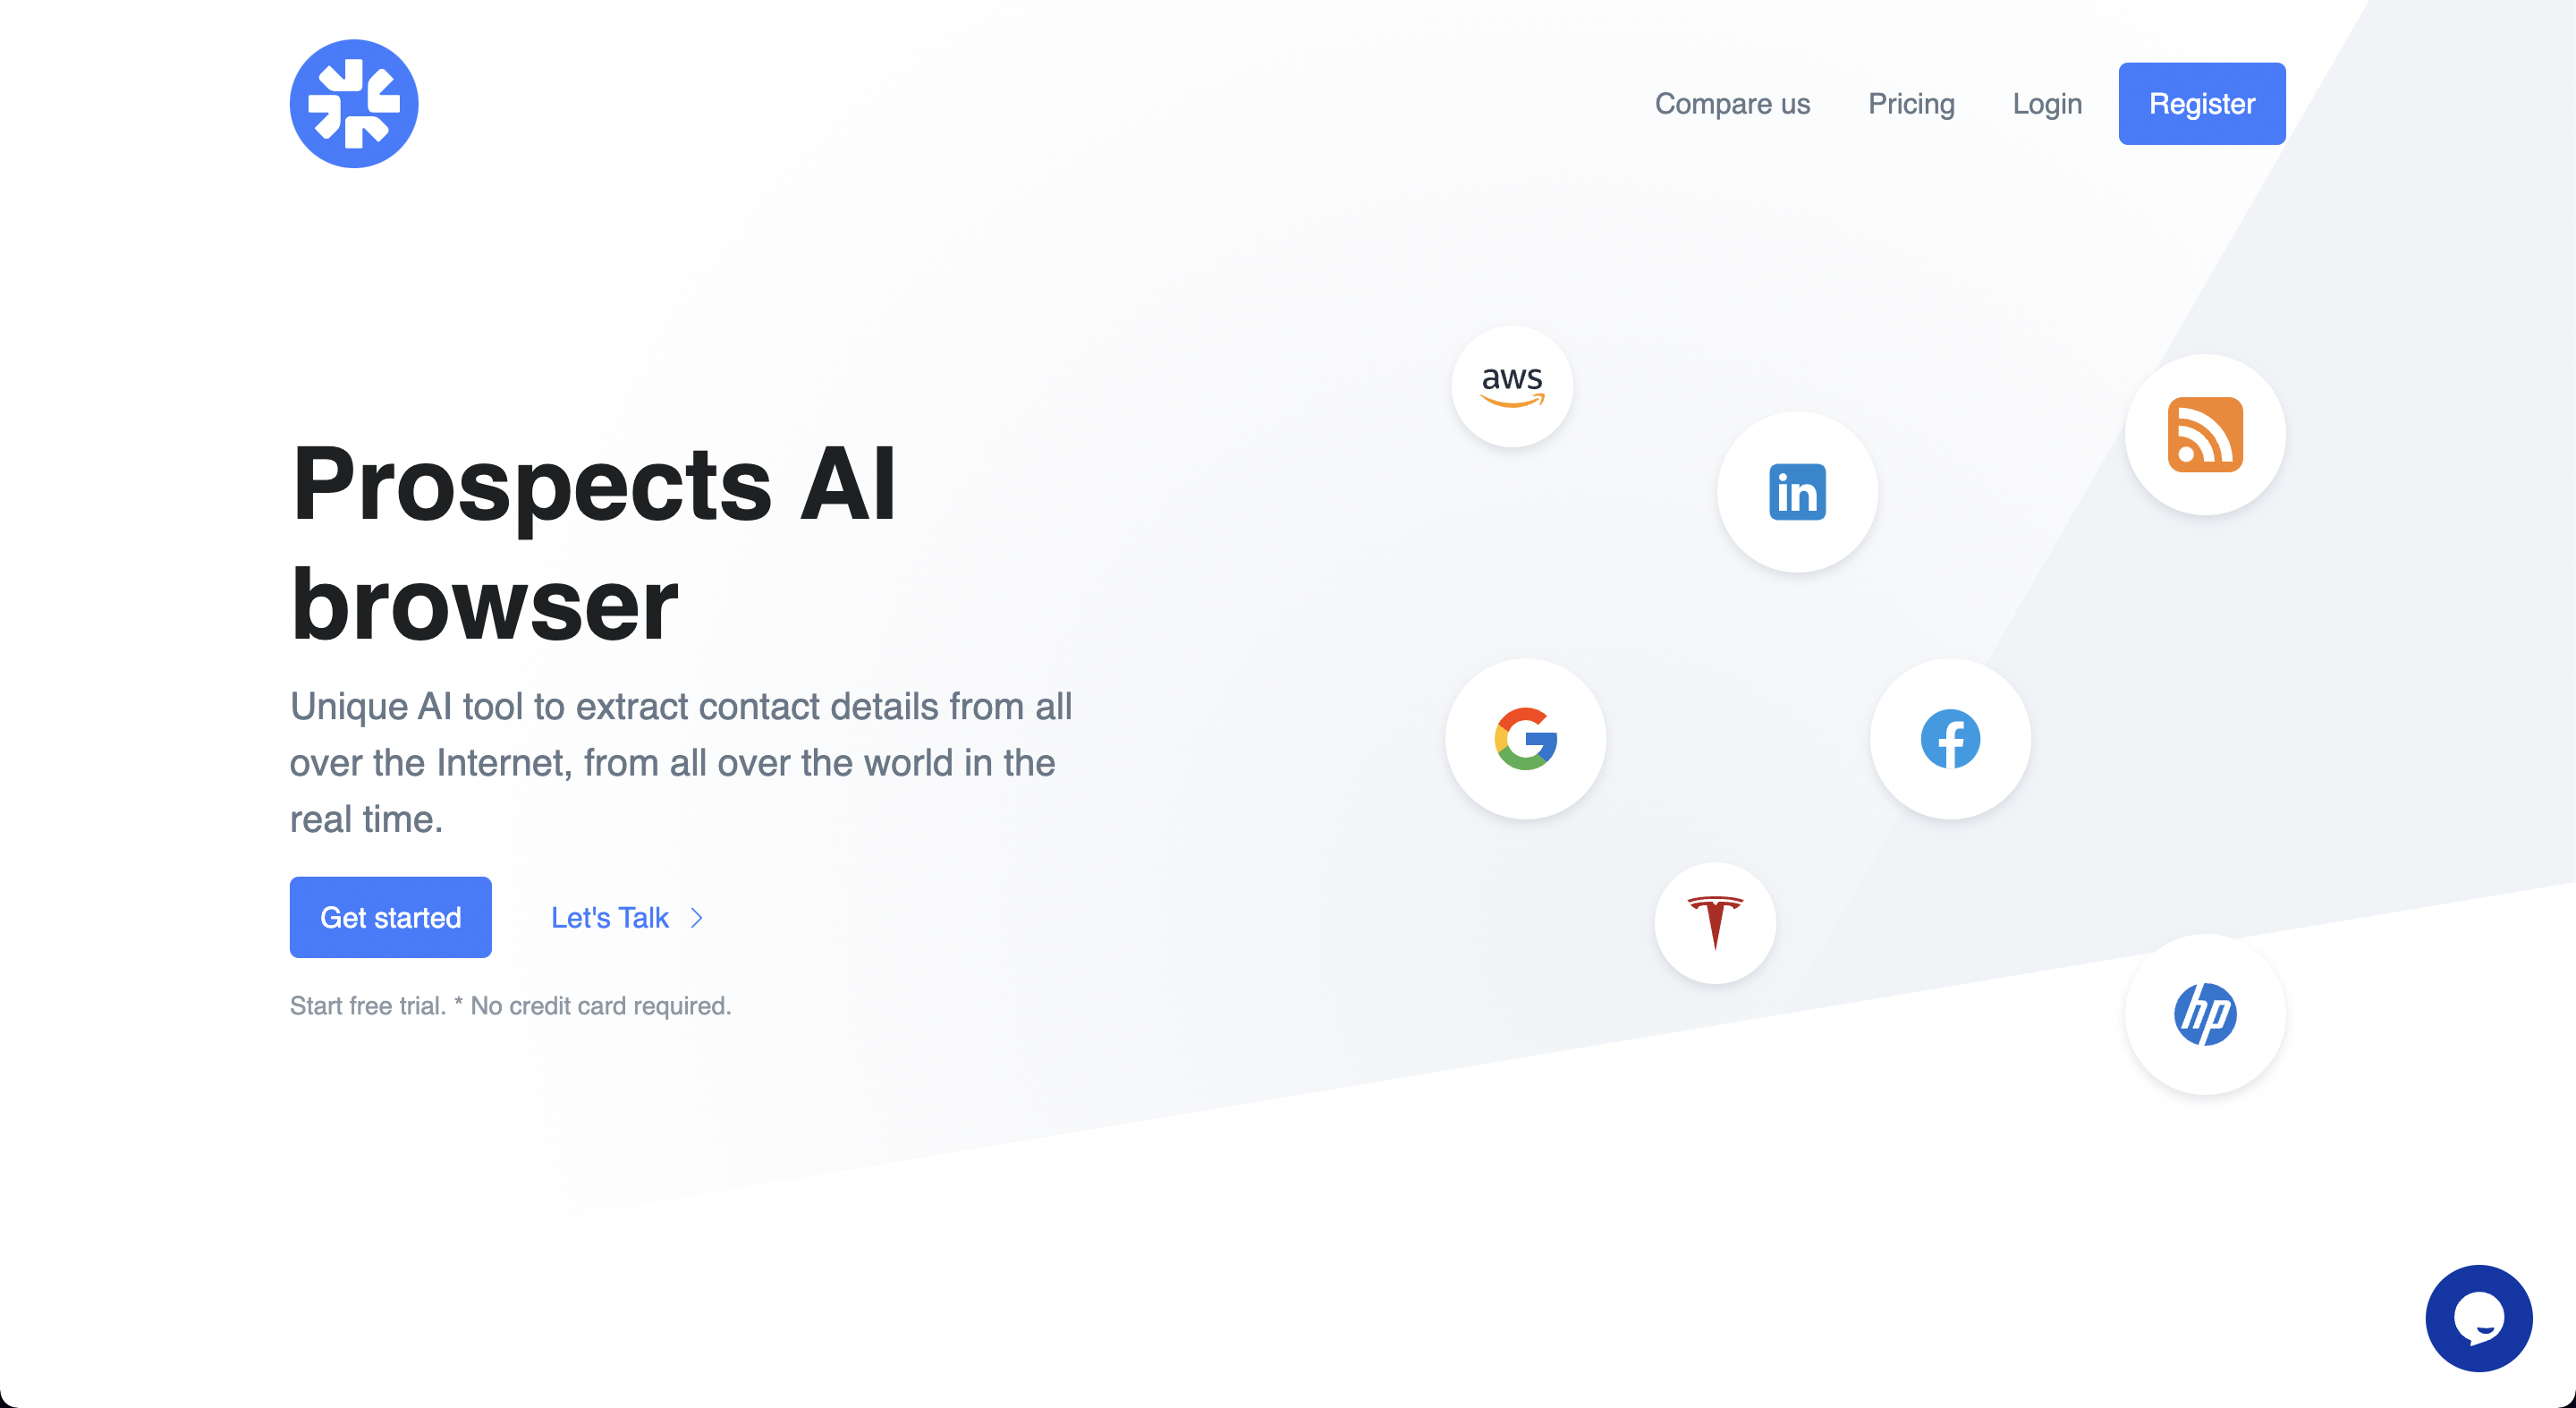 Compare us
Pricing
Login
Register
aws
in
Prospects AI
browser
Unique AI tool to extract contact details from all
over the Internet, from all over the world in the
real time.
Get started
Let's Talk
Start free trial. * No credit card required.
hp